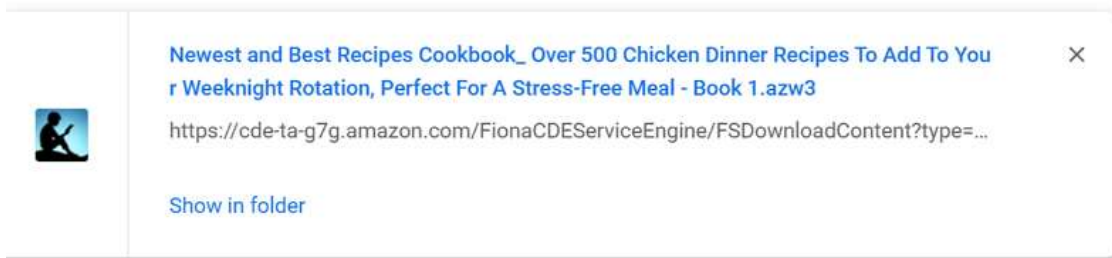 Newest and Best Recipes Cookbook_ Over 500 Chicken Dinner Recipes To Add To You
r Weeknight Rotation, Perfect For A Stress-Free Meal - Book 1.azw3
https://cde-ta-g7g.amazon.com/FionaCDEServiceEngine/FSDownloadContent?type=...
Show in folder